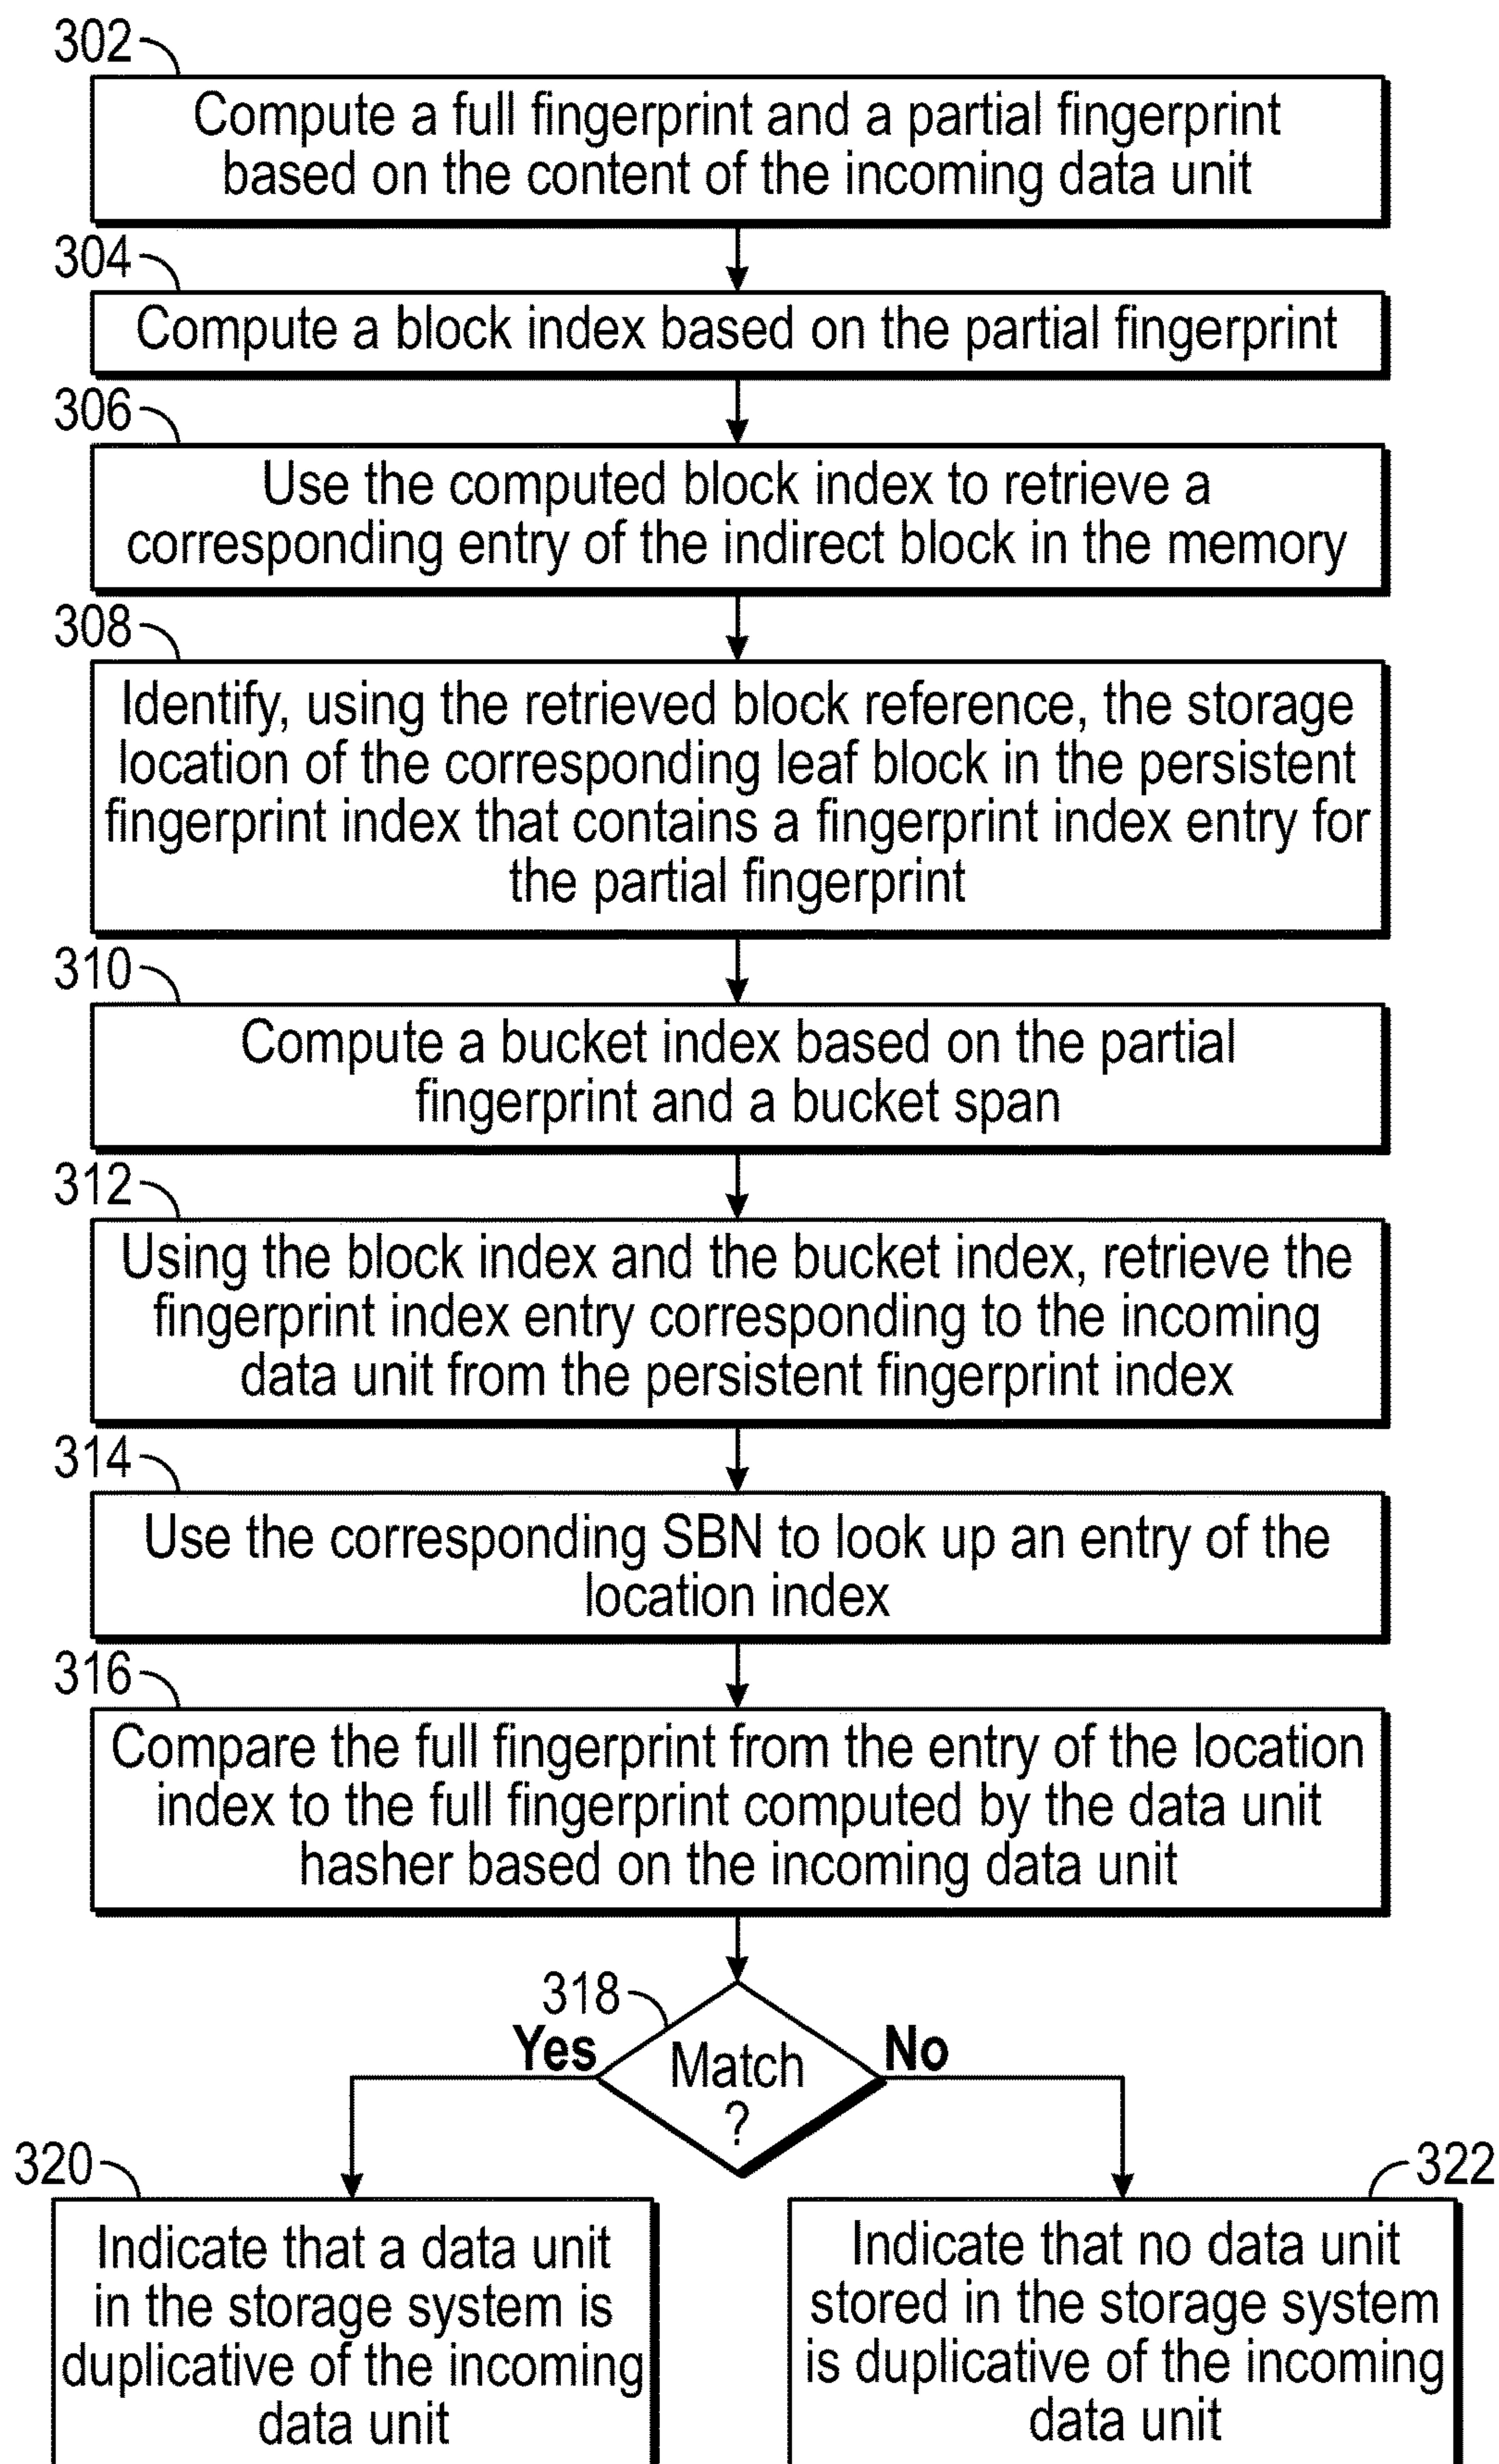 302
Compute a full fingerprint and a partial fingerprint
based on the content of the incoming data unit
304
Compute a block index based on the partial fingerprint
306
Use the computed block index to retrieve a
corresponding entry of the indirect block in the memory
308
Identify, using the retrieved block reference, the storage
location of the corresponding leaf block in the persistent
fingerprint index that contains a fingerprint index entry for
the partial fingerprint
310
Compute a bucket index based on the partial
fingerprint and a bucket span
312
Using the block index and the bucket index, retrieve the
fingerprint index entry corresponding to the incoming
data unit from the persistent fingerprint index
314
Use the corresponding SBN to look up an entry of the
location index
316
Compare the full fingerprint from the entry of the location
index to the full fingerprint computed by the data unit
hasher based on the incoming data unit
318
Yes
Match
?
No
320
Indicate that a data unit
in the storage system is
duplicative of the incoming
data unit
322
Indicate that no data unit
stored in the storage system
is duplicative of the incoming
data unit